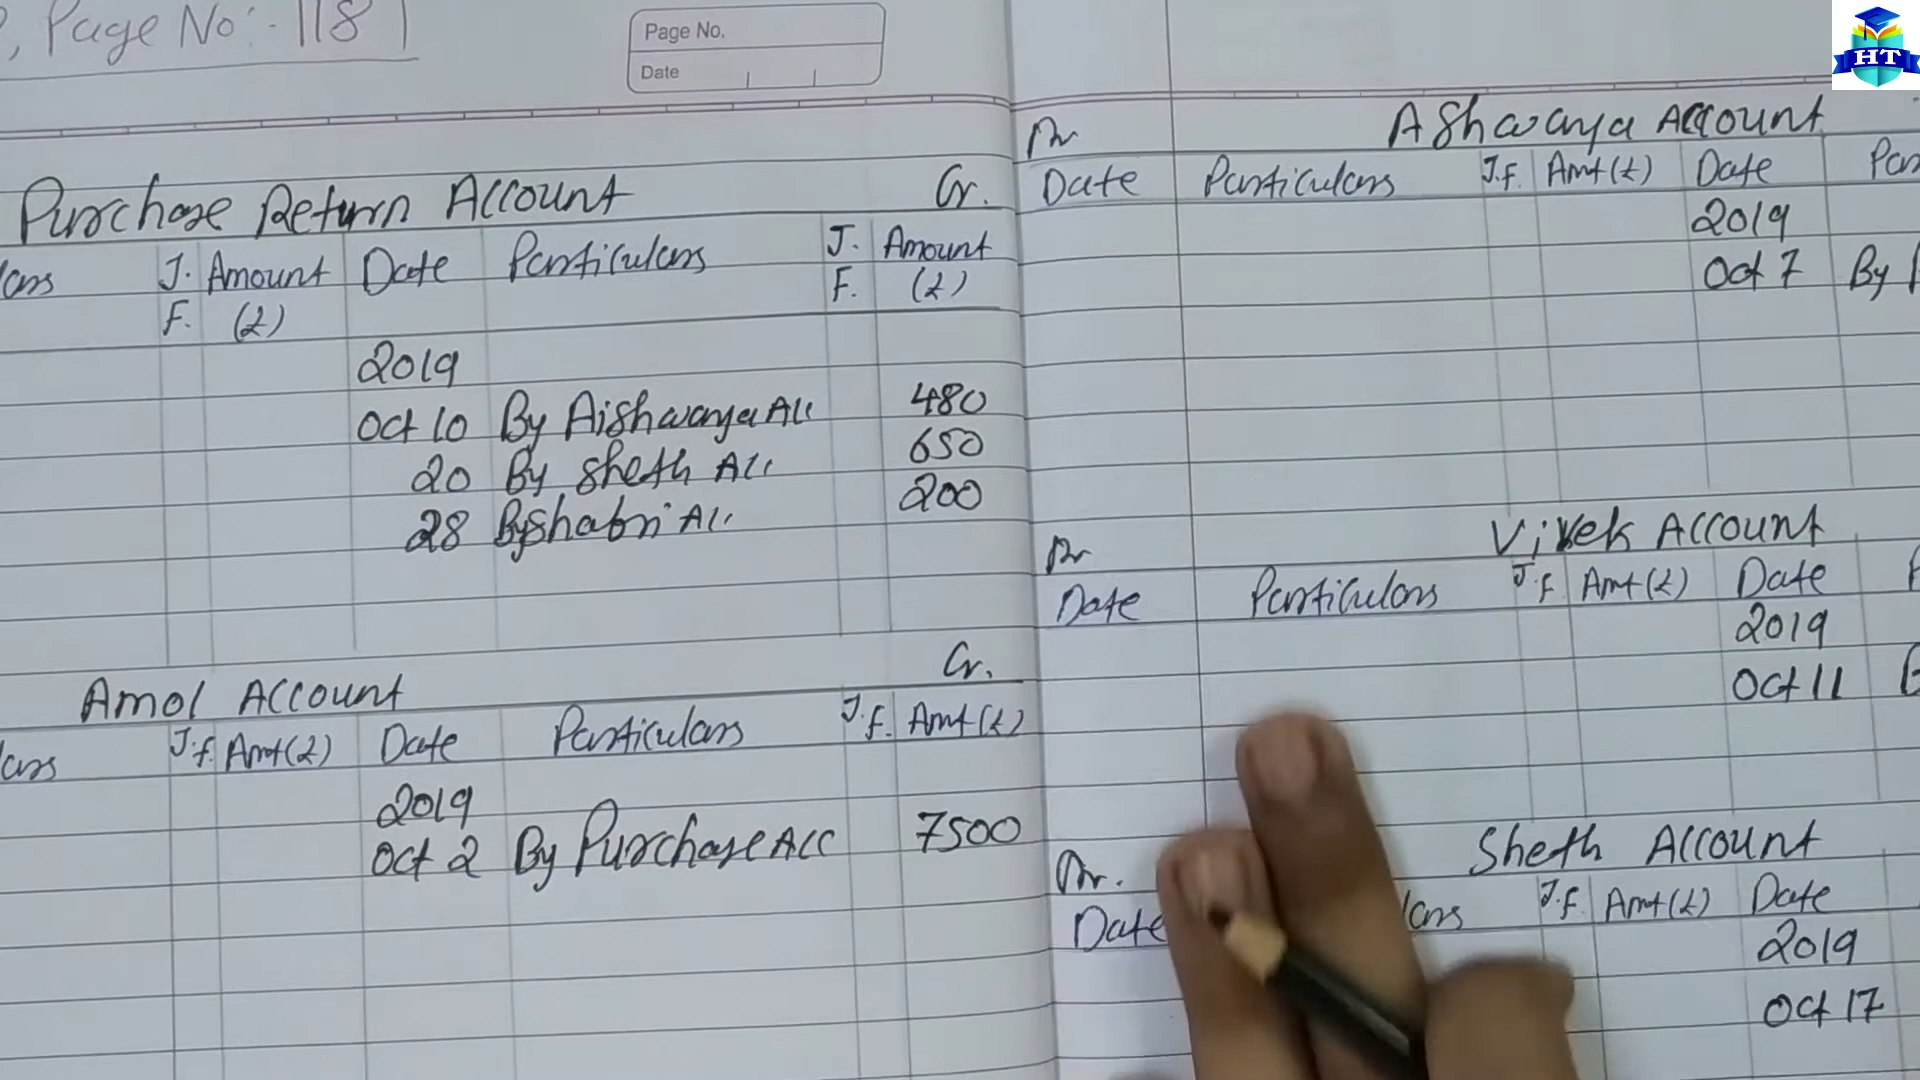 , Page No:- 118
Page No.
Date
Purchase Return Account Cr.
J. Amount Date Particulars J. Amount
F. (₹) F. (₹)
2019
Oct 10 By Aishwarya A/c 480
20 By Sheth A/c 650
28 By Shabri A/c 200
Amol Account Cr.
J.f. Amt(₹) Date Particulars J.f. Amt(₹)
2019
Oct 2 By Purchase Acc 7500
HT
Dr Ashwarya Account
Date Particulars J.f. Amt(₹) Date
2019
Oct 7 By
Dr Vivek Account
Date Particulars J.f Amt(₹) Date
2019
Oct 11
Dr. Sheth Account
Date J.f. Amt(₹) Date
2019
Oct 17